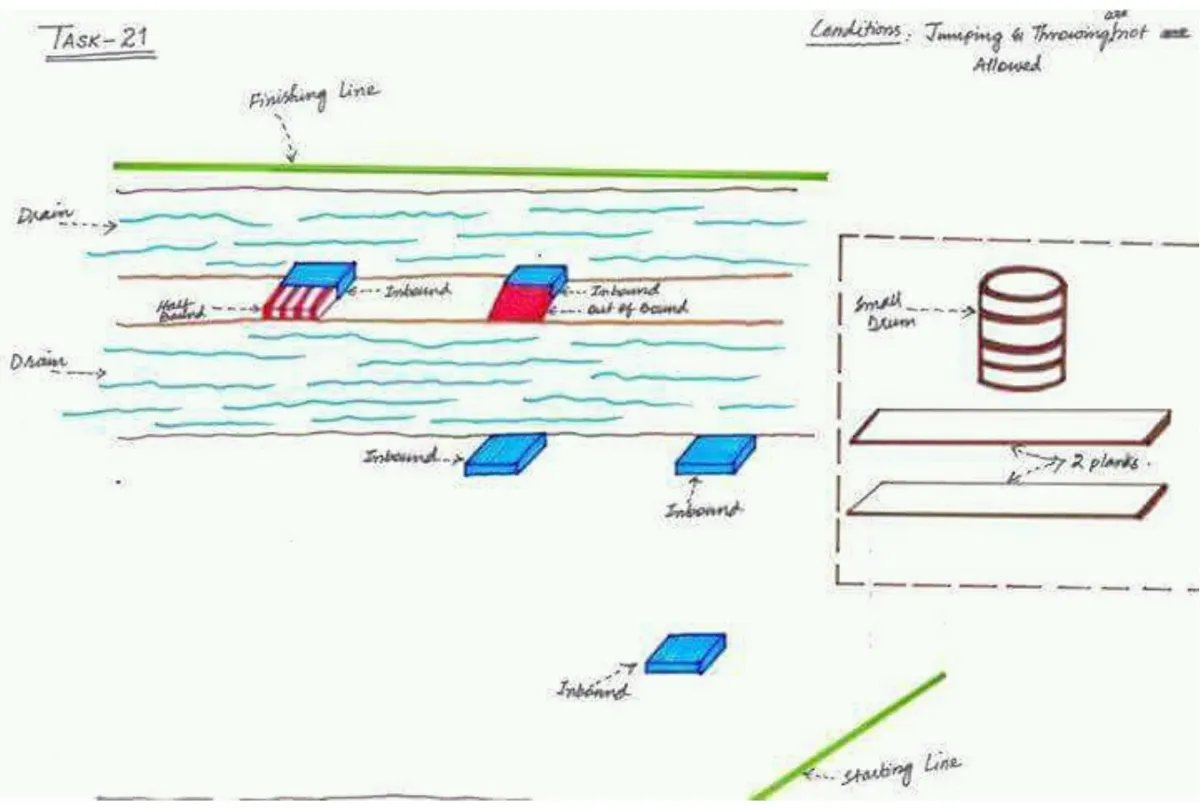 TASK-21
Conditions: Jumping & Throwing are not
Allowed
Finishing Line
Drain
Inbound
Inbound
Half
Bound
Out Of Bound
Small
Drum
Drain
Inbound
2 planks.
Inbound
Inbound
Starting Line